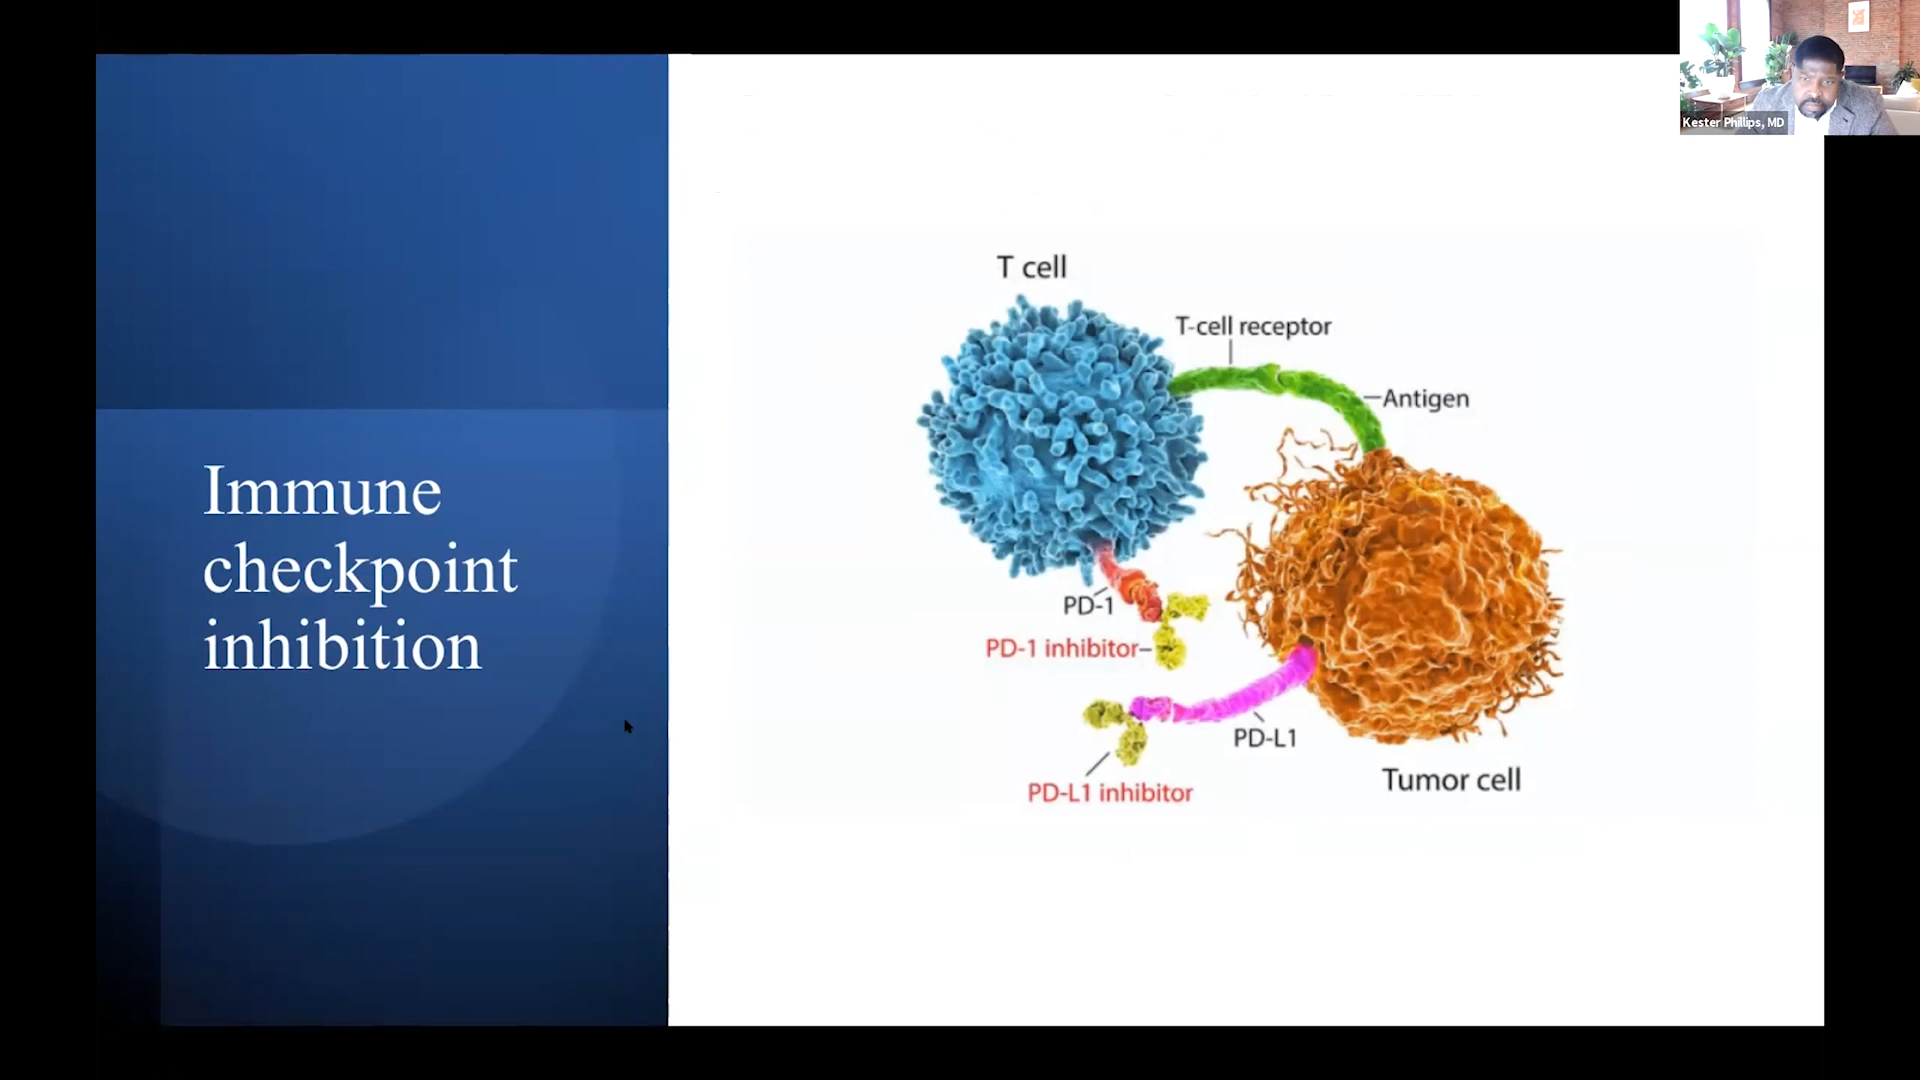 Kester Phillips, MD
Immune
checkpoint
inhibition
T cell
T-cell receptor
Antigen
PD-1
PD-1 inhibitor
PD-L1
PD-L1 inhibitor
Tumor cell